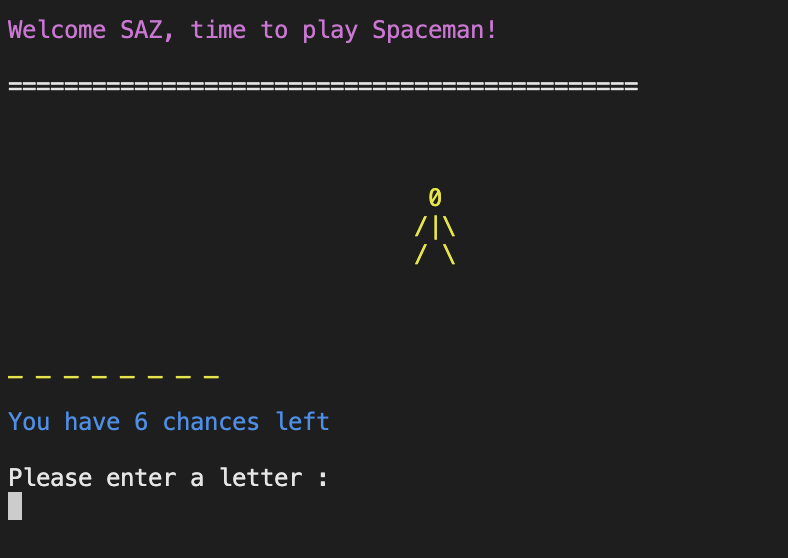 Welcome SAZ, time to play Spaceman!
=============================================
0
/|\
/ \
_ _ _ _ _ _ _ _
You have 6 chances left
Please enter a letter :